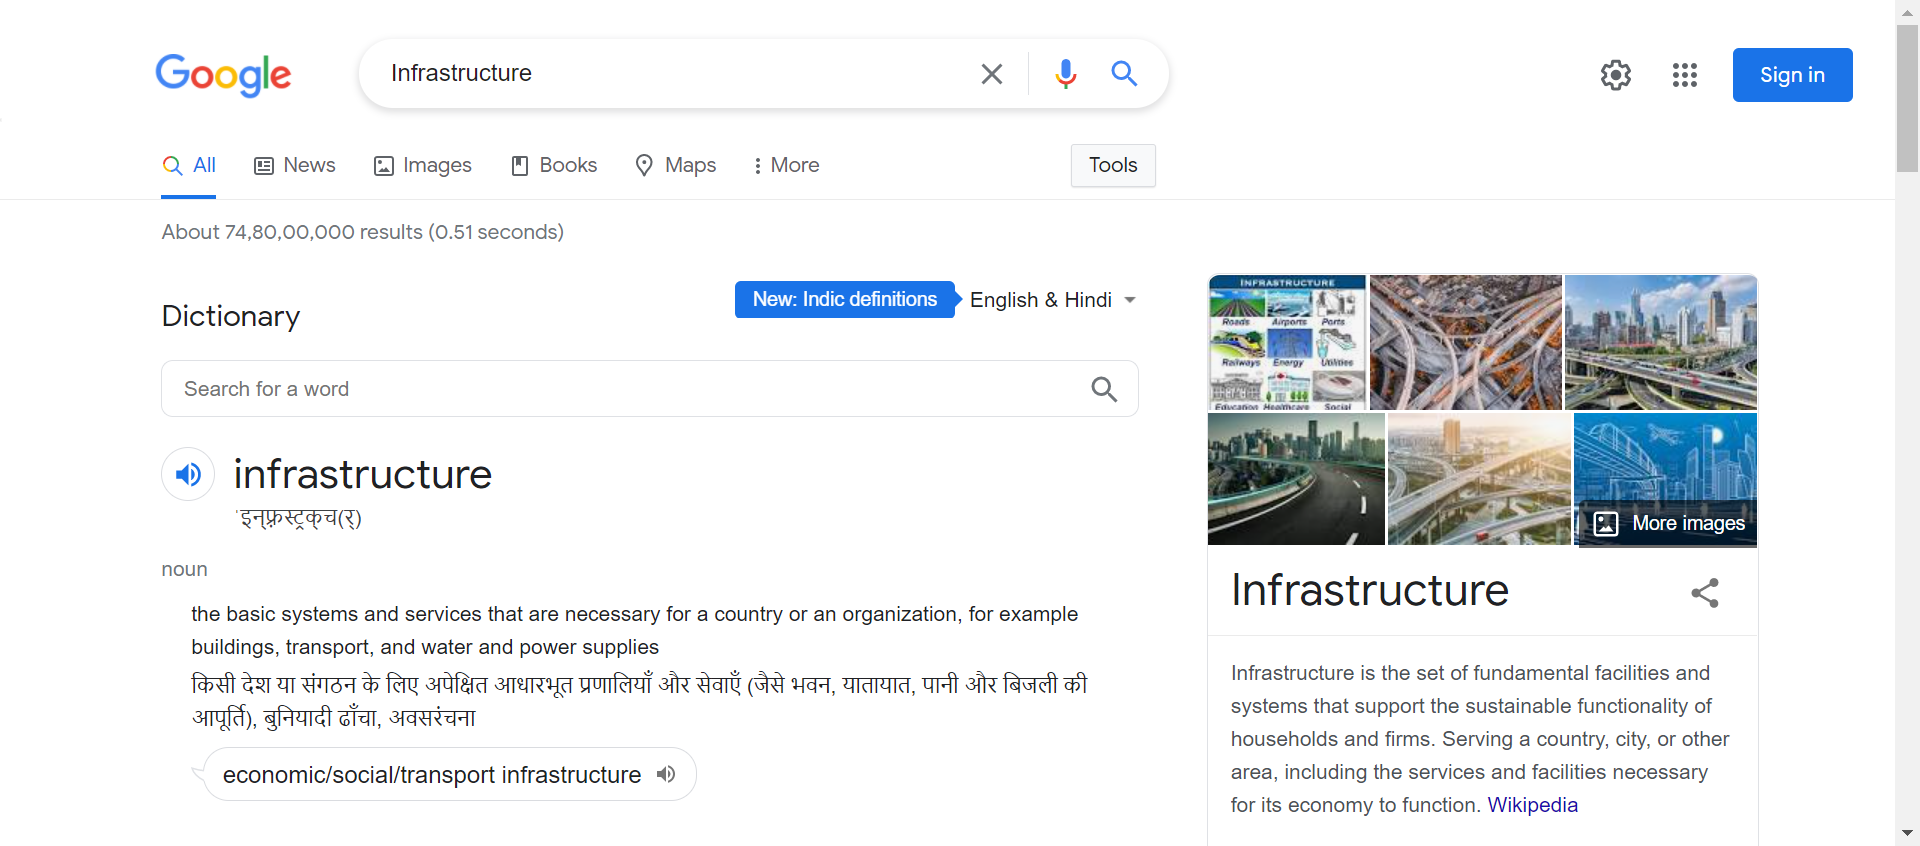 Google
Infrastructure
Sign in
All
News
Images
Books
Maps
More
Tools
About 74,80,00,000 results (0.51 seconds)
Dictionary
New: Indic definitions
English & Hindi
Search for a word
infrastructure
ˈइन्फ़्रस्ट्रक्च(र्)
noun
the basic systems and services that are necessary for a country or an organization, for example
buildings, transport, and water and power supplies
किसी देश या संगठन के लिए अपेक्षित आधारभूत प्रणालियाँ और सेवाएँ (जैसे भवन, यातायात, पानी और बिजली की
आपूर्ति), बुनियादी ढाँचा, अवसरंचना
economic/social/transport infrastructure
INFRASTRUCTURE
Roads Airports Ports
Railways Energy Utilities
Education Healthcare Social
More images
Infrastructure
Infrastructure is the set of fundamental facilities and
systems that support the sustainable functionality of
households and firms. Serving a country, city, or other
area, including the services and facilities necessary
for its economy to function. Wikipedia